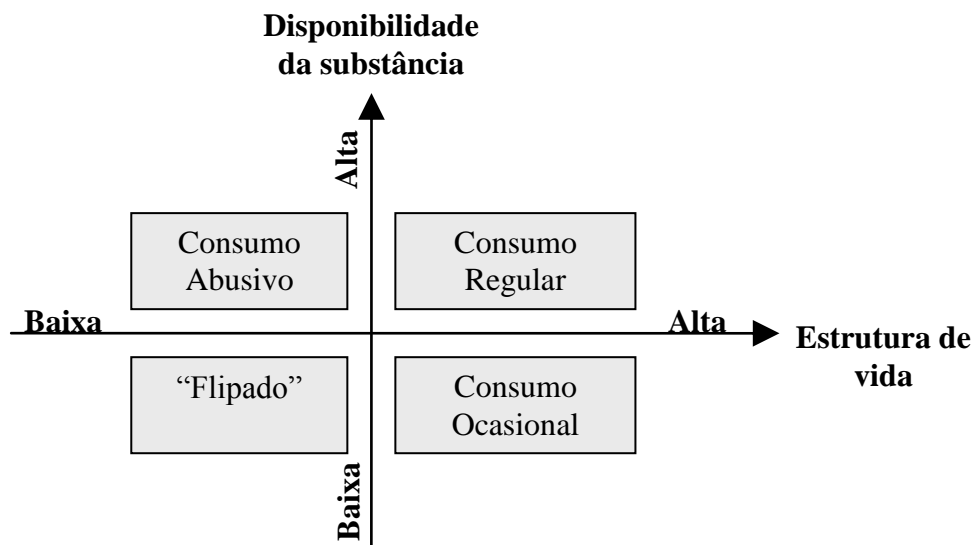 Disponibilidade
da substância
Alta
Consumo
Abusivo
Consumo
Regular
Baixa
Alta
Estrutura de
vida
“Flipado”
Consumo
Ocasional
Baixa